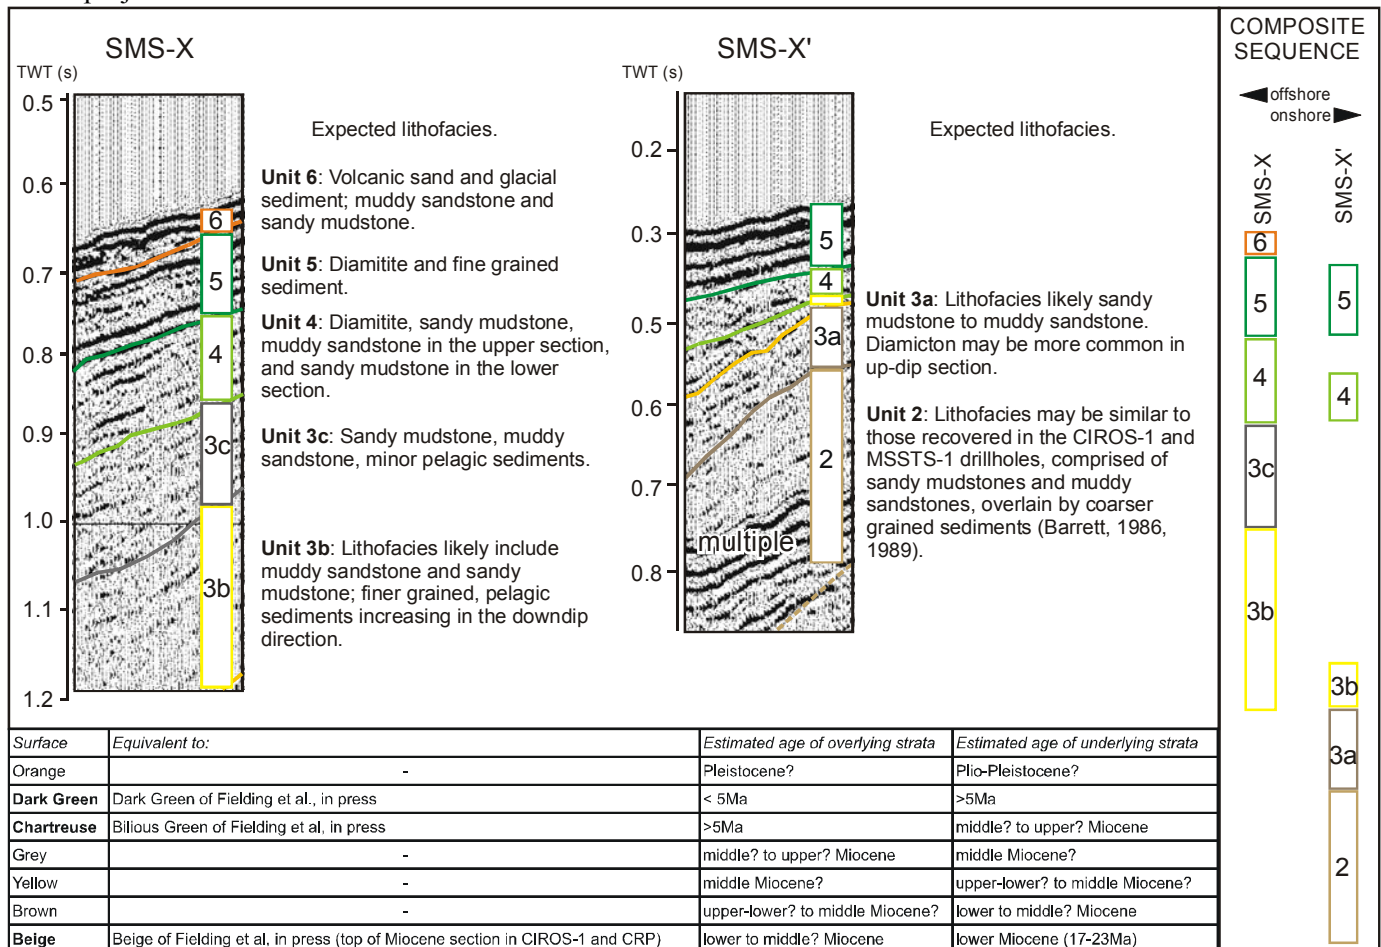 SMS-X
TWT (s)
0.5
0.6
0.7
0.8
0.9
1.0
1.1
1.2
6
5
4
3c
3b
Expected lithofacies.
Unit 6: Volcanic sand and glacial
sediment; muddy sandstone and
sandy mudstone.
Unit 5: Diamitite and fine grained
sediment.
Unit 4: Diamitite, sandy mudstone,
muddy sandstone in the upper section,
and sandy mudstone in the lower
section.
Unit 3c: Sandy mudstone, muddy
sandstone, minor pelagic sediments.
Unit 3b: Lithofacies likely include
muddy sandstone and sandy
mudstone; finer grained, pelagic
sediments increasing in the downdip
direction.
SMS-X'
TWT (s)
0.2
0.3
0.5
0.6
0.7
0.8
5
4
3a
2
multiple
Expected lithofacies.
Unit 3a: Lithofacies likely sandy
mudstone to muddy sandstone.
Diamicton may be more common in
up-dip section.
Unit 2: Lithofacies may be similar to
those recovered in the CIROS-1 and
MSSTS-1 drillholes, comprised of
sandy mudstones and muddy
sandstones, overlain by coarser
grained sediments (Barrett, 1986,
1989).
COMPOSITE
SEQUENCE
offshore
onshore
SMS-X
SMS-X'
6
5
4
3c
3b
5
4
3b
3a
2
Surface Equivalent to: Estimated age of overlying strata Estimated age of underlying strata
Orange - Pleistocene? Plio-Pleistocene?
Dark Green Dark Green of Fielding et al., in press < 5Ma >5Ma
Chartreuse Bilious Green of Fielding et al, in press >5Ma middle? to upper? Miocene
Grey - middle? to upper? Miocene middle Miocene?
Yellow - middle Miocene? upper-lower? to middle Miocene?
Brown - upper-lower? to middle Miocene? lower to middle? Miocene
Beige Beige of Fielding et al, in press (top of Miocene section in CIROS-1 and CRP) lower to middle? Miocene lower Miocene (17-23Ma)